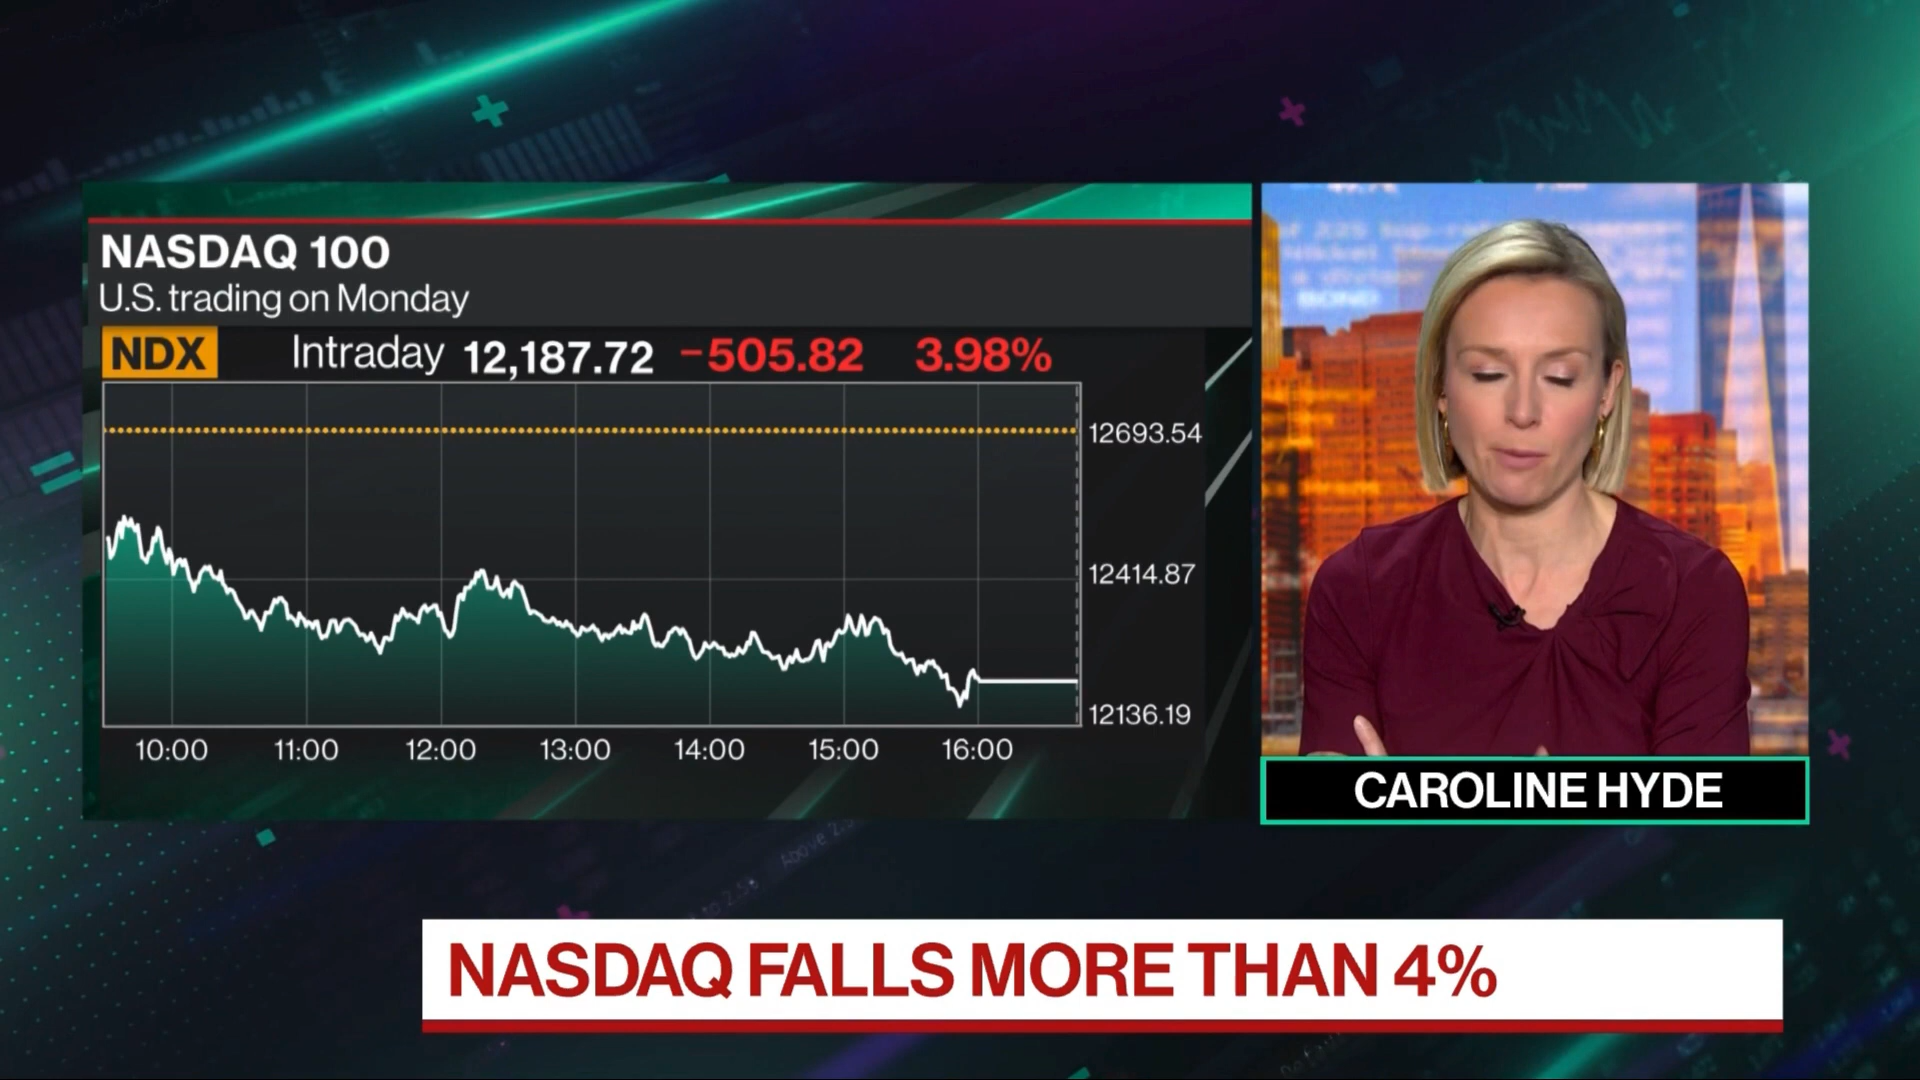 NASDAQ 100
U.S. trading on Monday
NDX Intraday 12,187.72 -505.82 3.98%
12693.54
12414.87
12136.19
10:00 11:00 12:00 13:00 14:00 15:00 16:00
BOND
CAROLINE HYDE
NASDAQ FALLS MORE THAN 4%